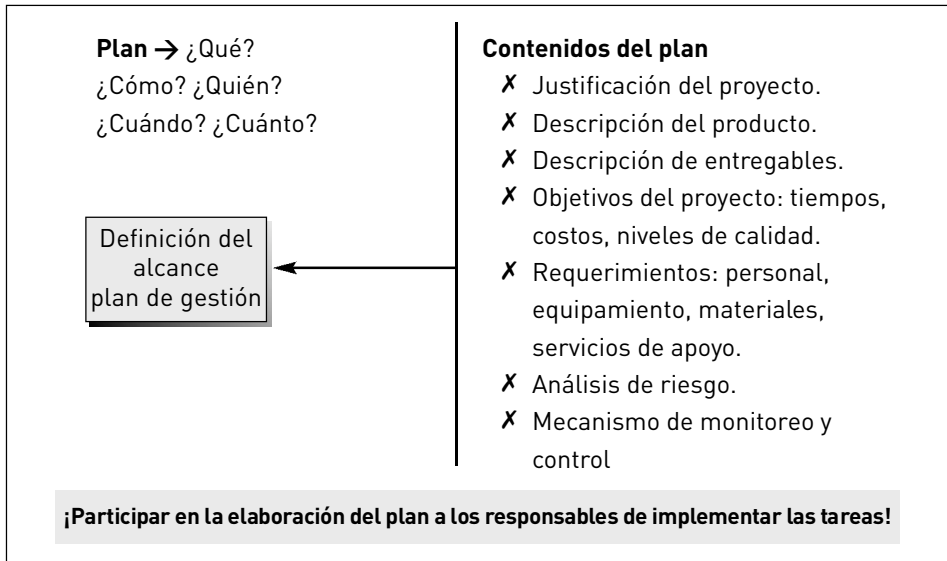 Plan → ¿Qué?
¿Cómo? ¿Quién?
¿Cuándo? ¿Cuánto?
Definición del
alcance
plan de gestión
Contenidos del plan
✗ Justificación del proyecto.
✗ Descripción del producto.
✗ Descripción de entregables.
✗ Objetivos del proyecto: tiempos,
costos, niveles de calidad.
✗ Requerimientos: personal,
equipamiento, materiales,
servicios de apoyo.
✗ Análisis de riesgo.
✗ Mecanismo de monitoreo y
control
¡Participar en la elaboración del plan a los responsables de implementar las tareas!